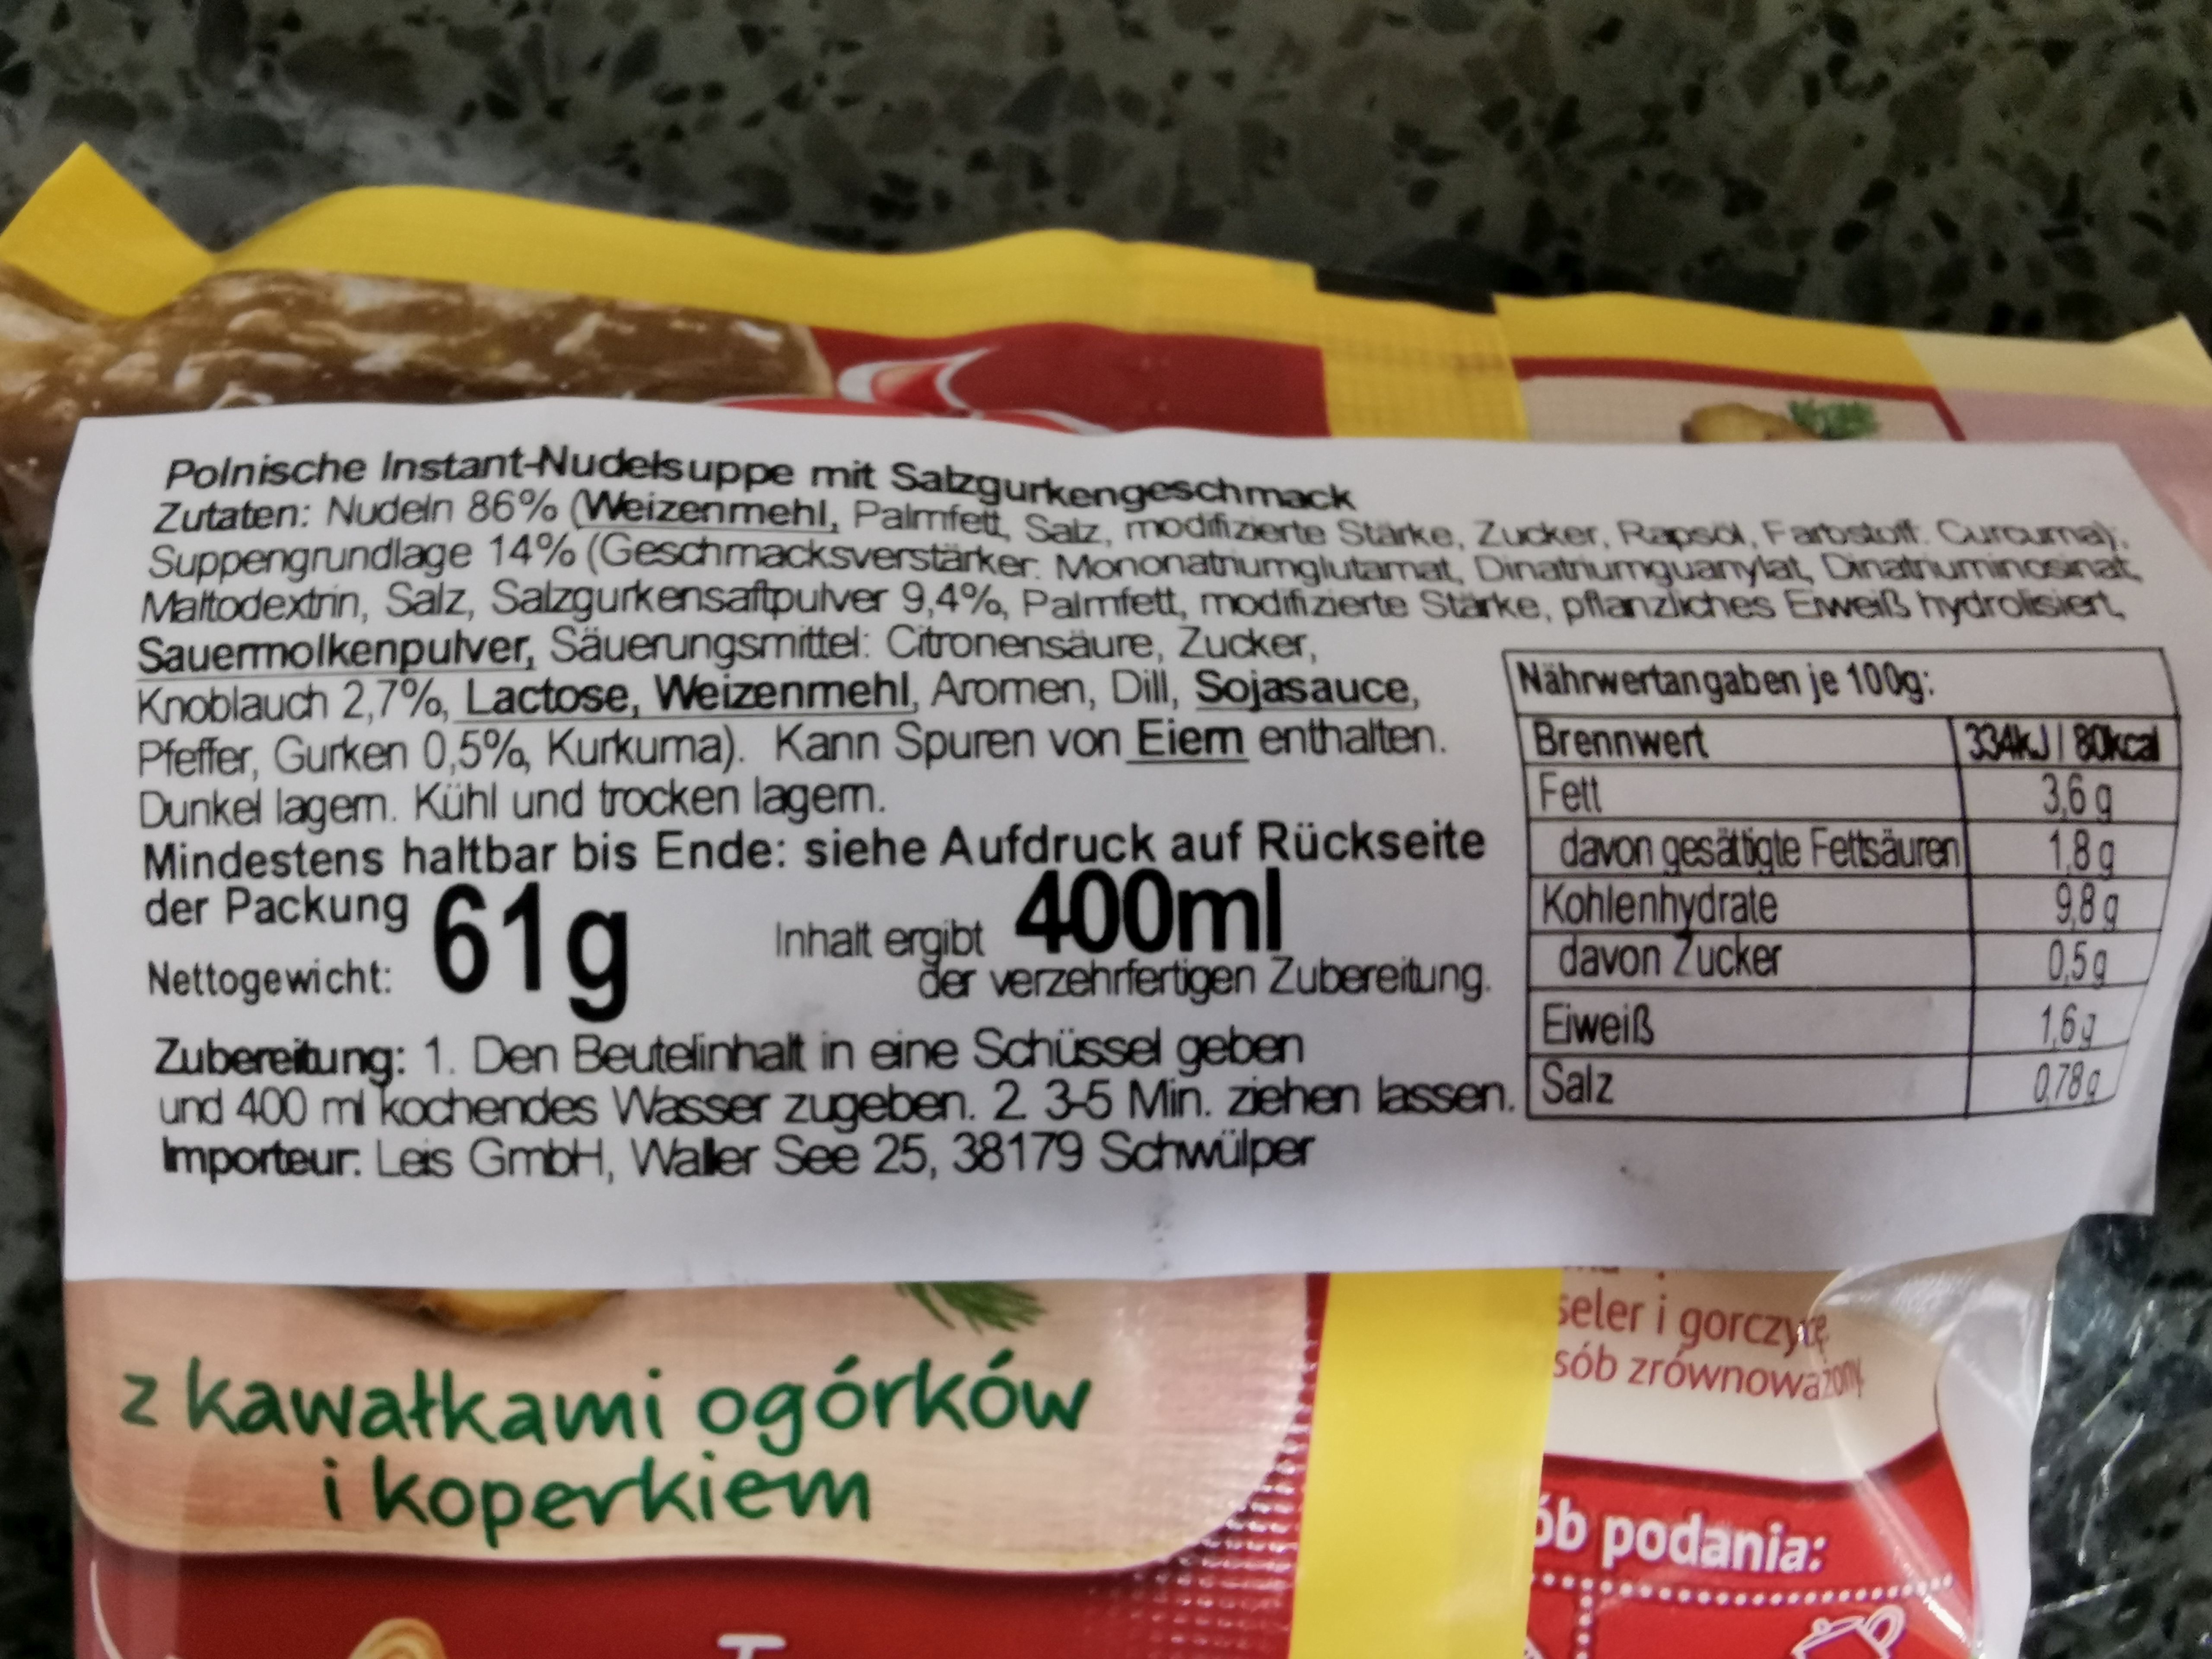 Polnische Instant-Nudelsuppe mit Salzgurkengeschmack
Zutaten: Nudeln 86% (Weizenmehl, Palmfett, Salz, modifizierte Stärke, Zucker, Rapsöl, Farbstoff: Curcuma),
Suppengrundlage 14% (Geschmacksverstärker: Mononatriumglutamat, Dinatriumguanylat, Dinatriuminosinat,
Maltodextrin, Salz, Salzgurkensaftpulver 9,4%, Palmfett, modifizierte Stärke, pflanzliches Eiweiß hydrolisiert,
Sauermolkenpulver, Säuerungsmittel: Citronensäure, Zucker,
Knoblauch 2,7%, Lactose, Weizenmehl, Aromen, Dill, Sojasauce,
Pfeffer, Gurken 0,5%, Kurkuma). Kann Spuren von Eiern enthalten.
Dunkel lagern. Kühl und trocken lagern.
Mindestens haltbar bis Ende: siehe Aufdruck auf Rückseite
der Packung
Nettogewicht: 61g
Inhalt ergibt 400ml
der verzehrfertigen Zubereitung.
Zubereitung: 1. Den Beutelinhalt in eine Schüssel geben
und 400 ml kochendes Wasser zugeben. 2. 3-5 Min. ziehen lassen.
Importeur: Leis GmbH, Waller See 25, 38179 Schwülper
Nährwertangaben je 100g:
Brennwert 334kJ / 80kcal
Fett 3,6 g
davon gesättigte Fettsäuren 1,8 g
Kohlenhydrate 9,8 g
davon Zucker 0,5 g
Eiweiß 1,6 g
Salz 0,78 g
z kawałkami ogórków
i koperkiem
seler i gorczycę
zrównoważony
podania: